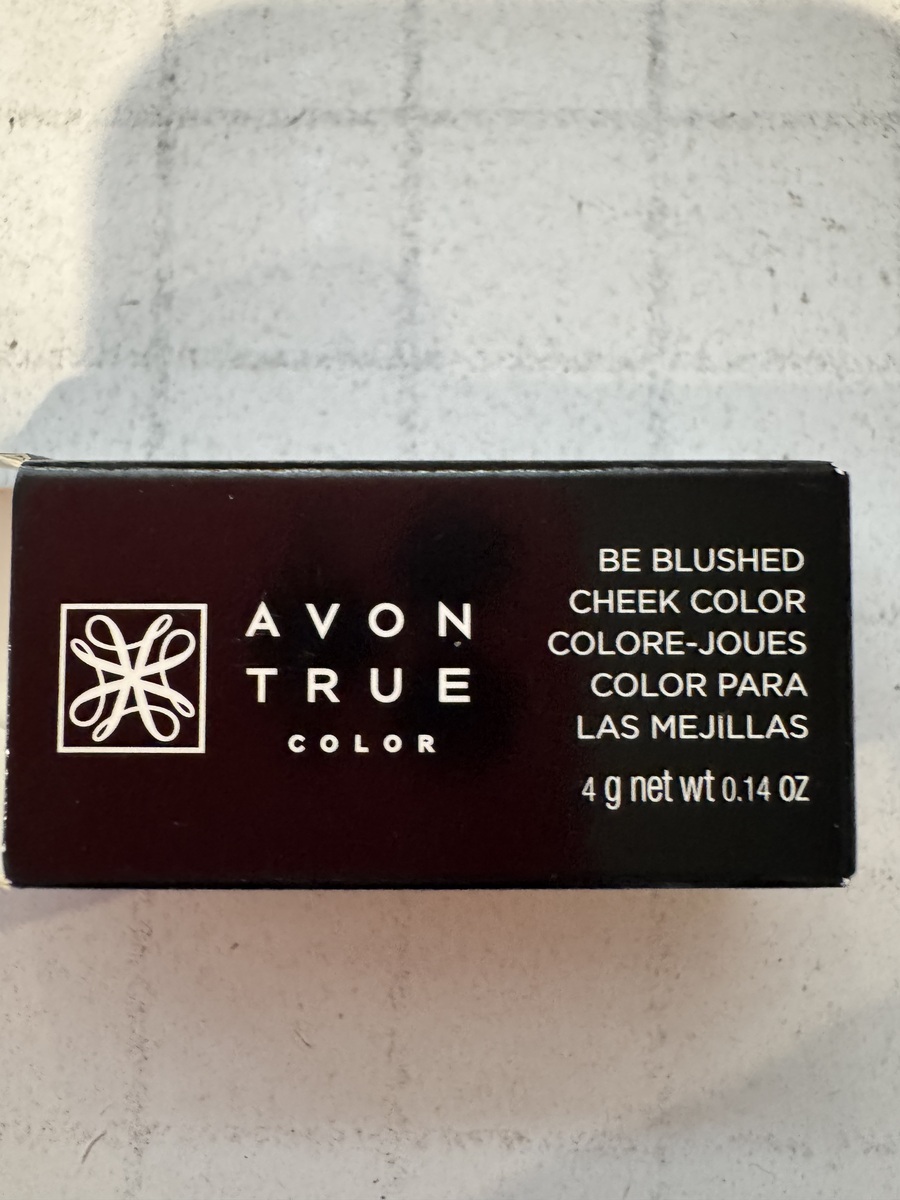 AVON
TRUE
COLOR
BE BLUSHED
CHEEK COLOR
COLORE-JOUES
COLOR PARA
LAS MEJILLAS
4 g net wt 0.14 oz